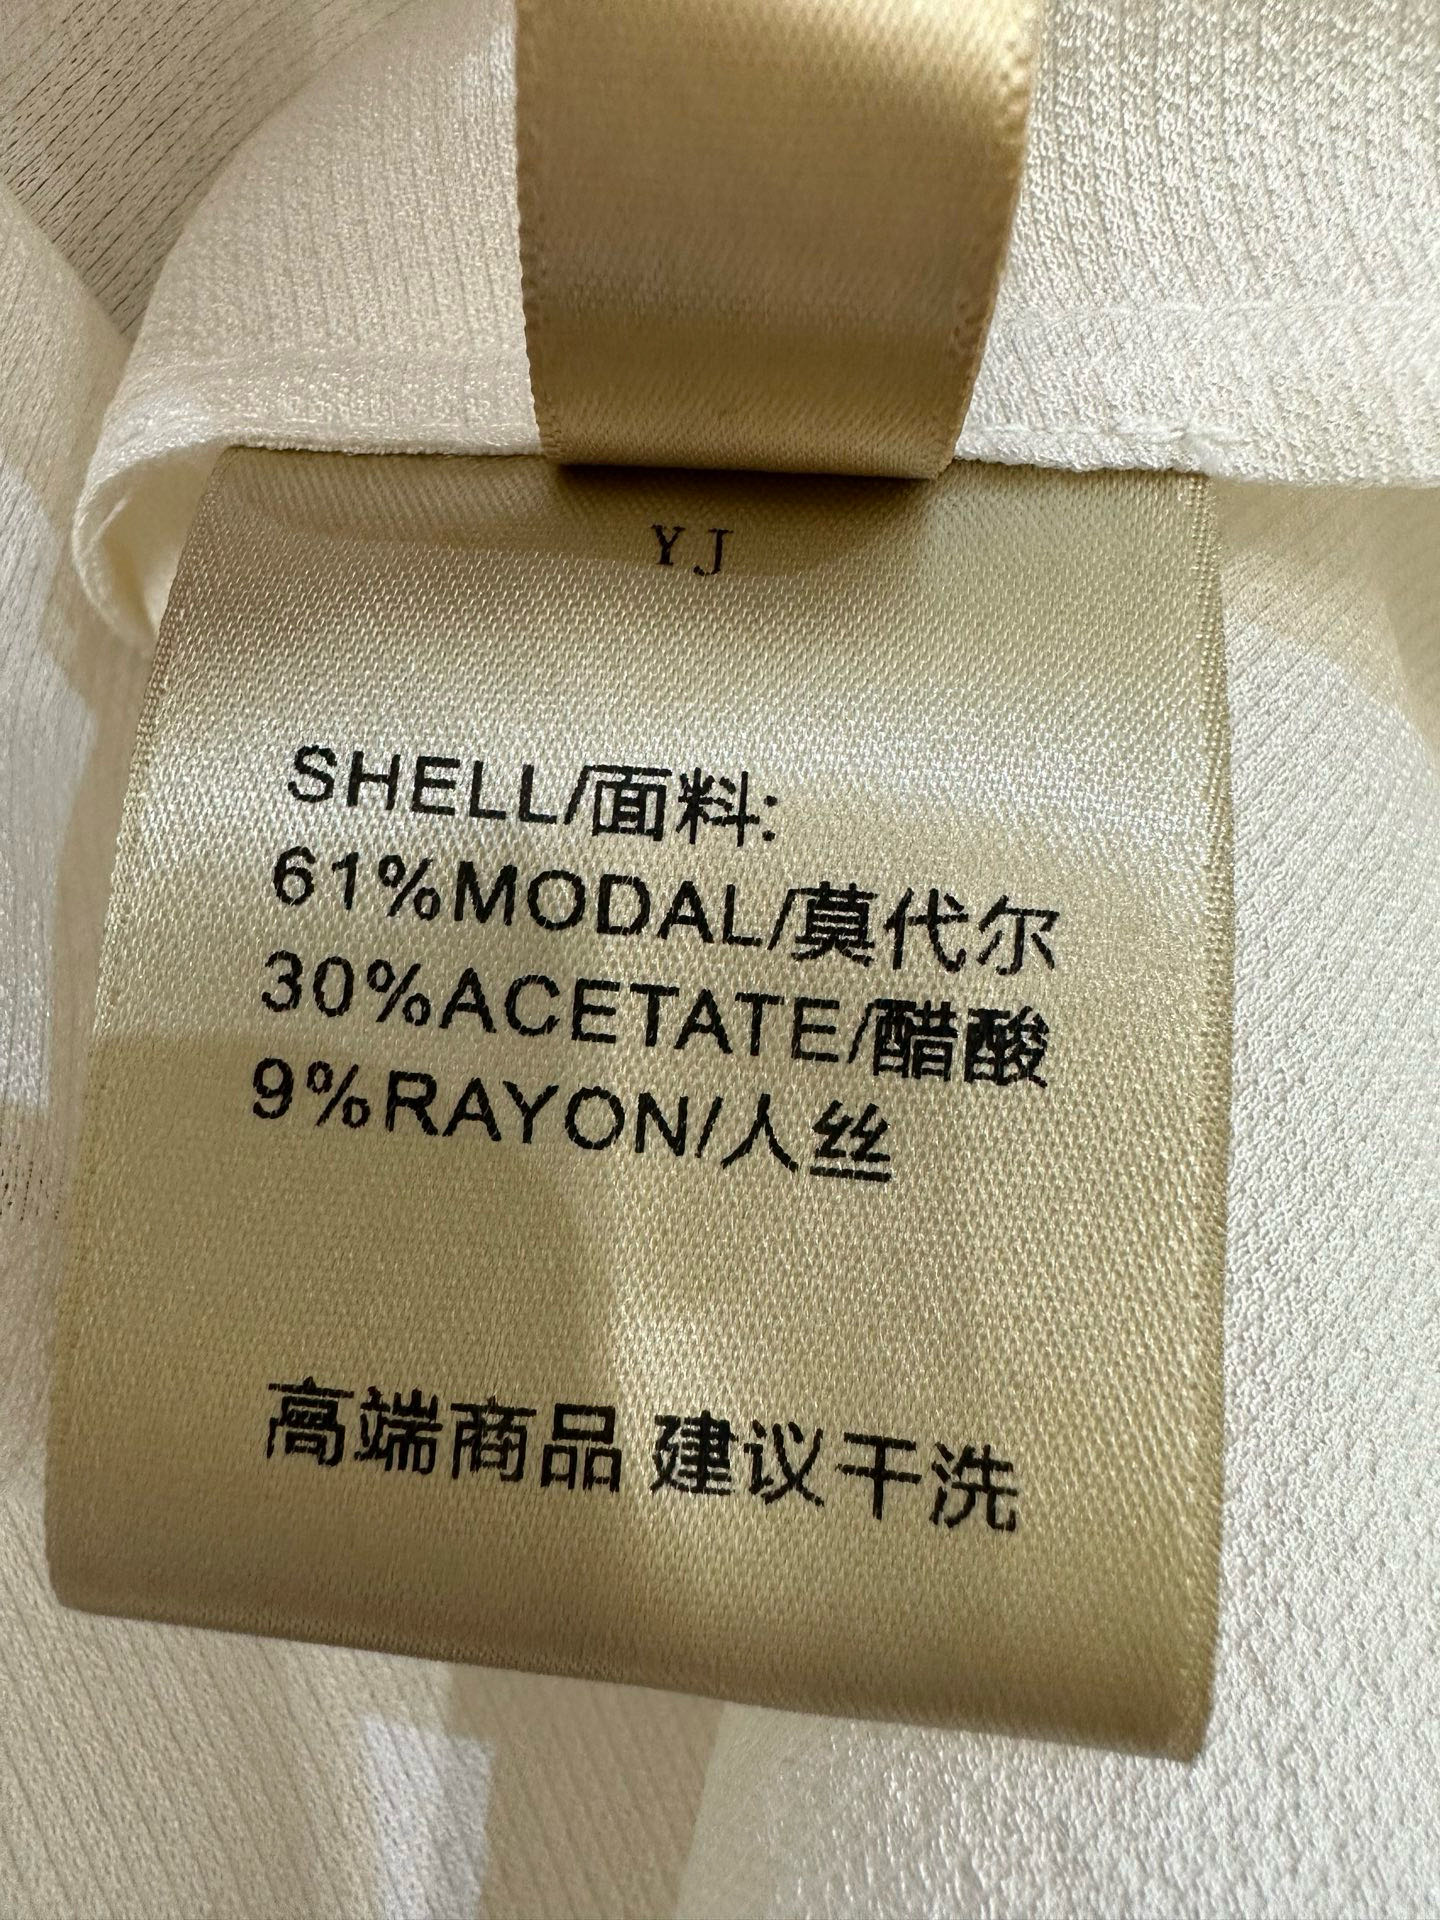 YJ
SHELL/面料:
61%MODAL/莫代尔
30%ACETATE/醋酸
9%RAYON/人丝
高端商品 建议干洗